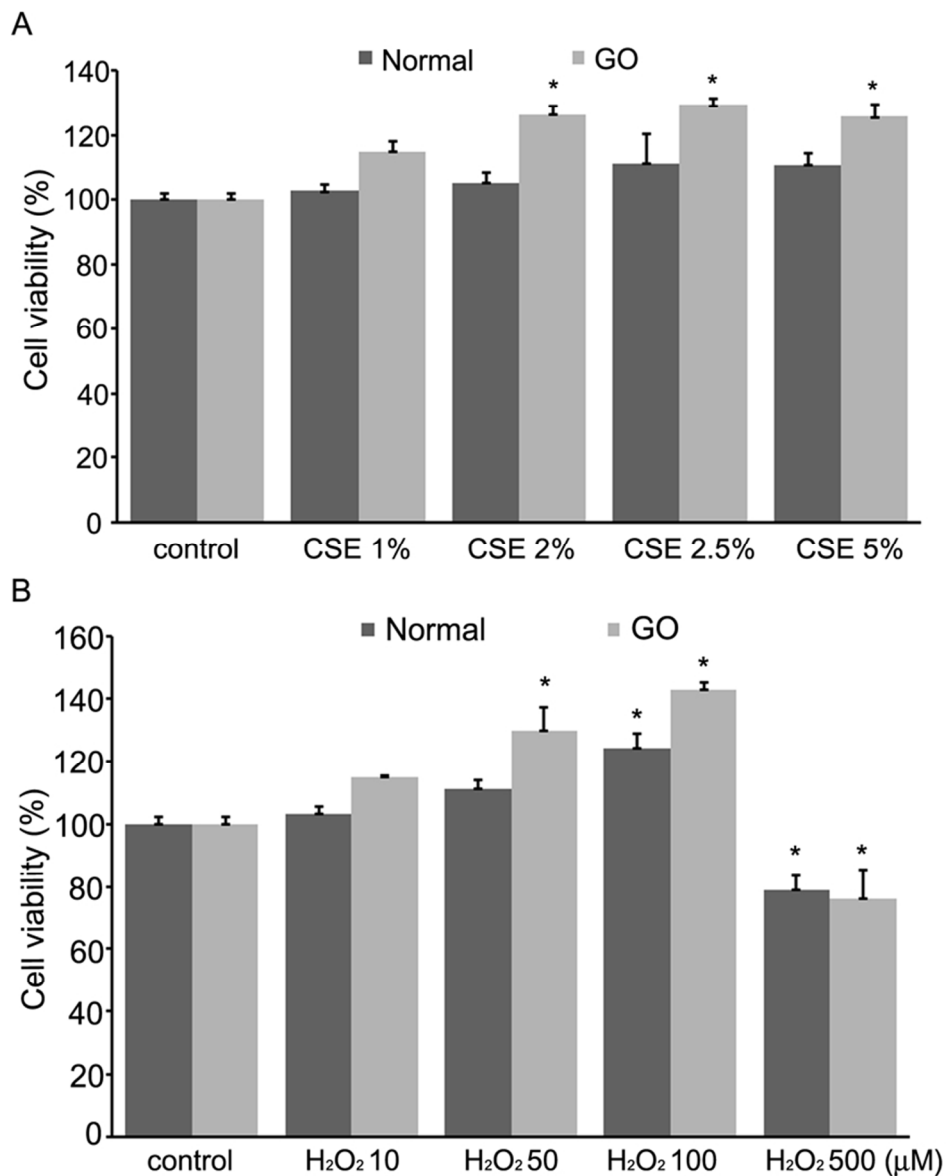 A
Normal GO
140
120
100
80
60
40
20
0
Cell viability (%)
* * *
control CSE 1% CSE 2% CSE 2.5% CSE 5%
B
Normal GO
160
140
120
100
80
60
40
20
0
Cell viability (%)
* * * * *
control H₂O₂ 10 H₂O₂ 50 H₂O₂ 100 H₂O₂ 500 (μM)